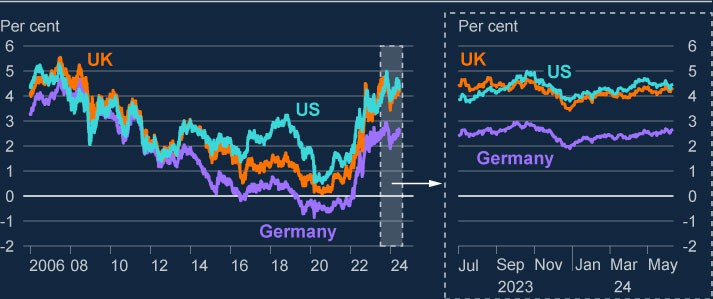 Per cent
6
5
4
3
2
1
0
-1
-2
UK
US
Germany
2006 08 10 12 14 16 18 20 22 24
Per cent
6
5
4
3
2
1
0
-1
-2
UK
US
Germany
Jul Sep Nov Jan Mar May
2023 24